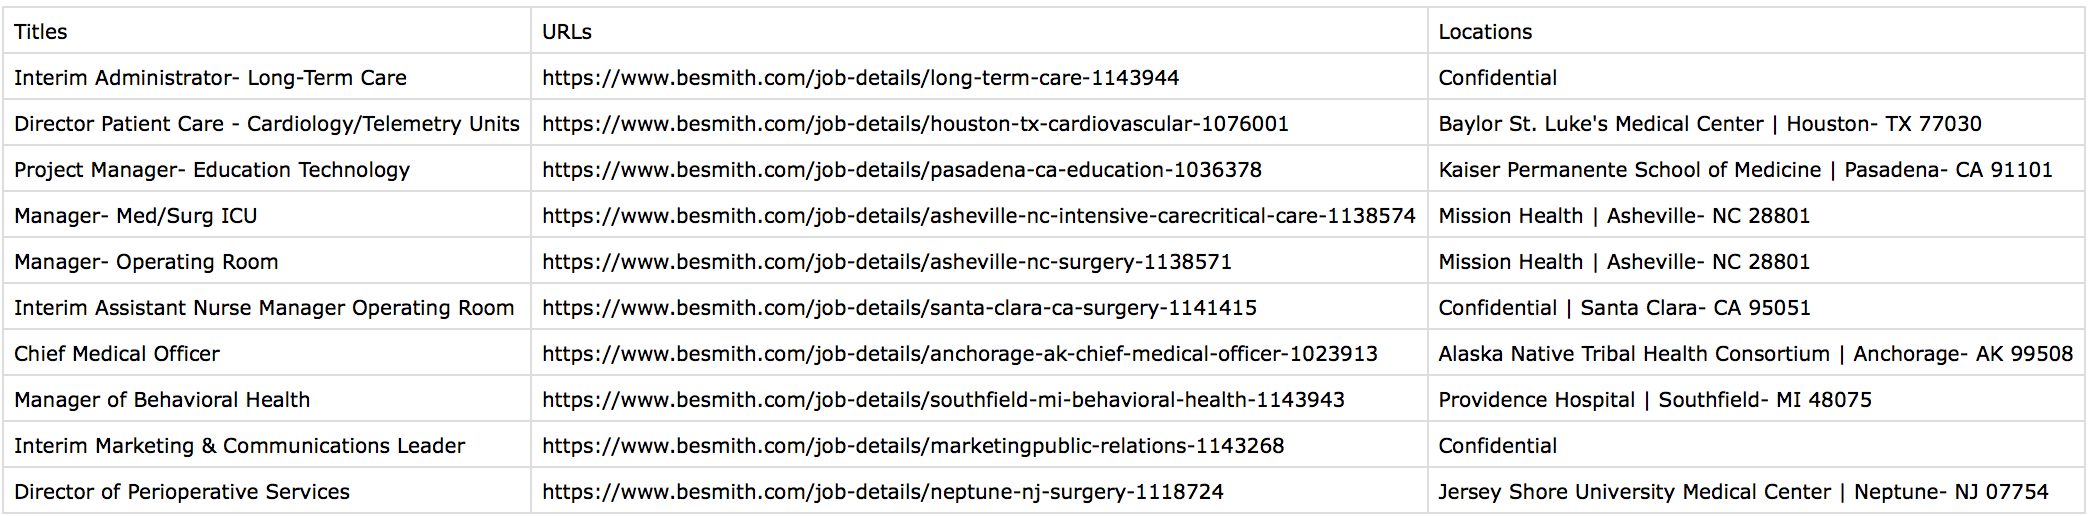 Titles URLs Locations
Interim Administrator- Long-Term Care https://www.besmith.com/job-details/long-term-care-1143944 Confidential
Director Patient Care - Cardiology/Telemetry Units https://www.besmith.com/job-details/houston-tx-cardiovascular-1076001 Baylor St. Luke's Medical Center | Houston- TX 77030
Project Manager- Education Technology https://www.besmith.com/job-details/pasadena-ca-education-1036378 Kaiser Permanente School of Medicine | Pasadena- CA 91101
Manager- Med/Surg ICU https://www.besmith.com/job-details/asheville-nc-intensive-carecritical-care-1138574 Mission Health | Asheville- NC 28801
Manager- Operating Room https://www.besmith.com/job-details/asheville-nc-surgery-1138571 Mission Health | Asheville- NC 28801
Interim Assistant Nurse Manager Operating Room https://www.besmith.com/job-details/santa-clara-ca-surgery-1141415 Confidential | Santa Clara- CA 95051
Chief Medical Officer https://www.besmith.com/job-details/anchorage-ak-chief-medical-officer-1023913 Alaska Native Tribal Health Consortium | Anchorage- AK 99508
Manager of Behavioral Health https://www.besmith.com/job-details/southfield-mi-behavioral-health-1143943 Providence Hospital | Southfield- MI 48075
Interim Marketing & Communications Leader https://www.besmith.com/job-details/marketingpublic-relations-1143268 Confidential
Director of Perioperative Services https://www.besmith.com/job-details/neptune-nj-surgery-1118724 Jersey Shore University Medical Center | Neptune- NJ 07754